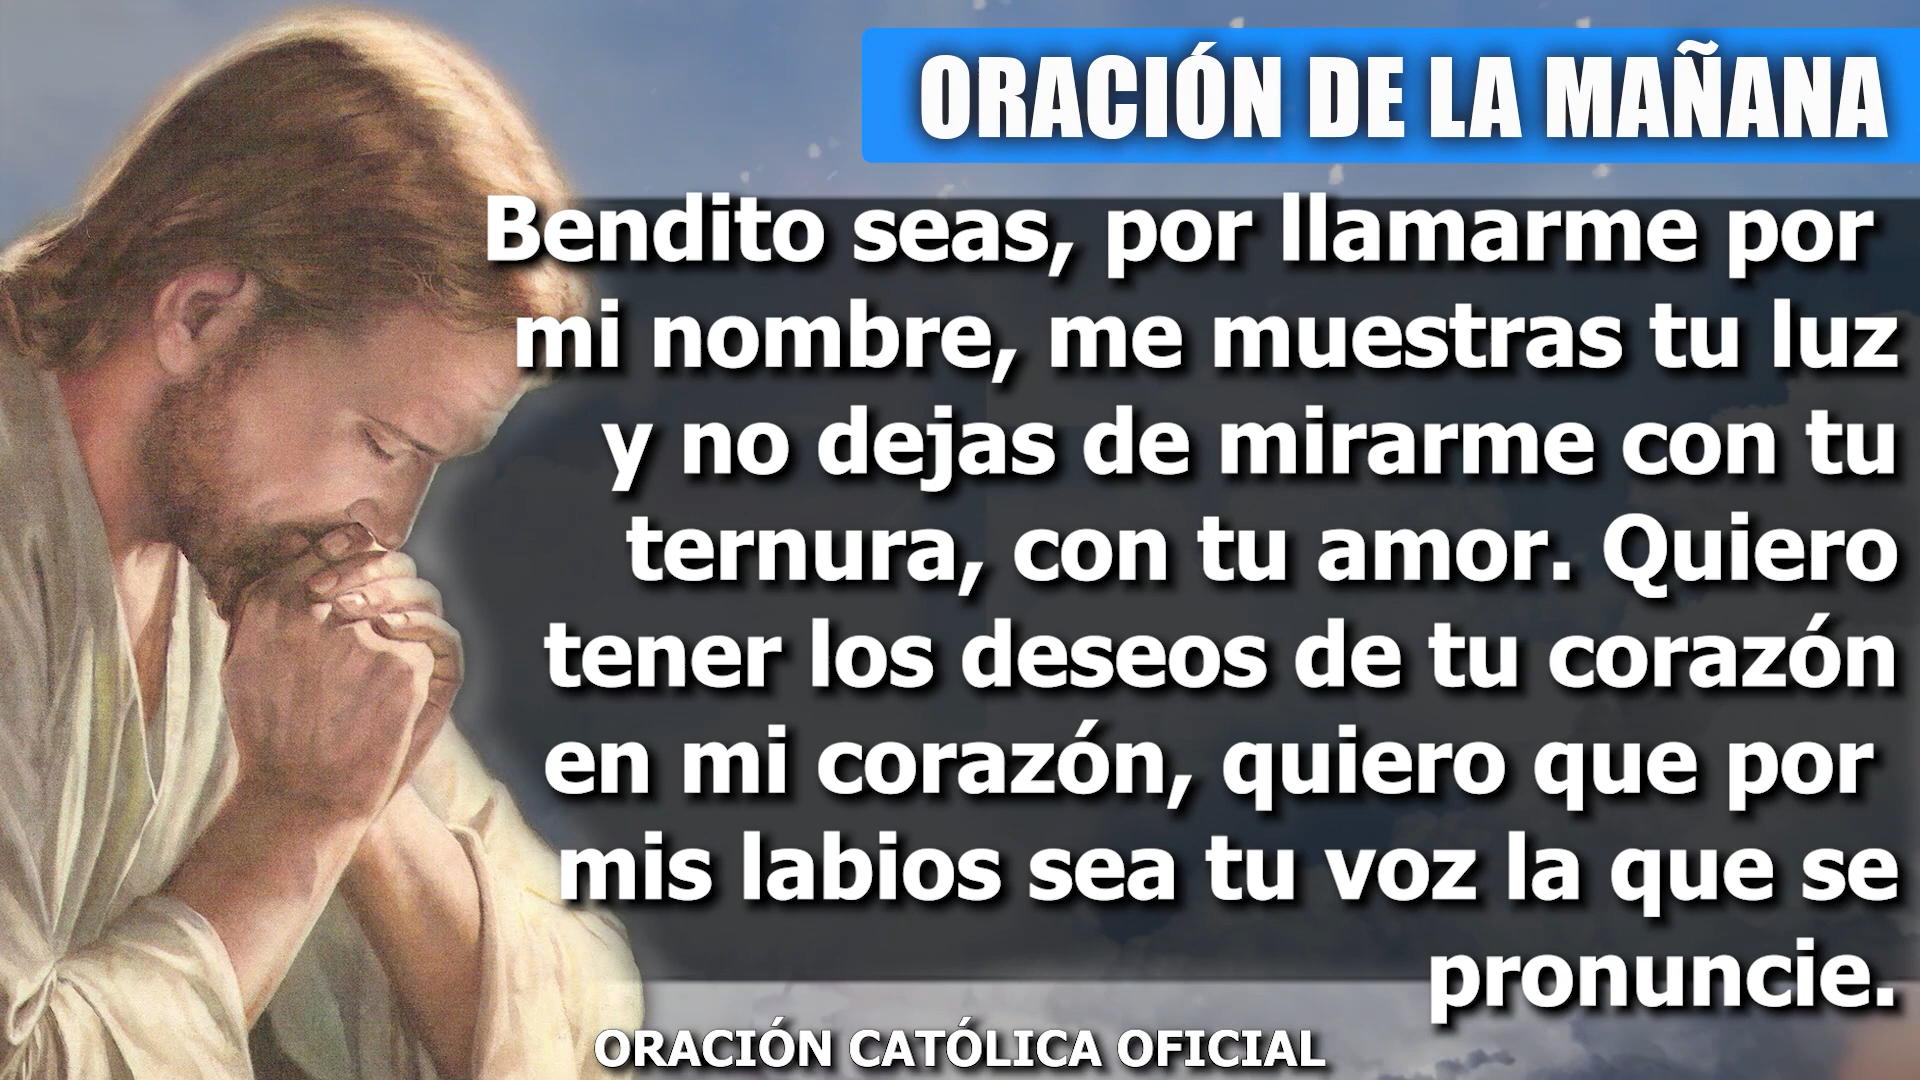 ORACIÓN DE LA MAÑANA
Bendito seas, por llamarme por
mi nombre, me muestras tu luz
y no dejas de mirarme con tu
ternura, con tu amor. Quiero
tener los deseos de tu corazón
en mi corazón, quiero que por
mis labios sea tu voz la que se
pronuncie.
ORACIÓN CATÓLICA OFICIAL